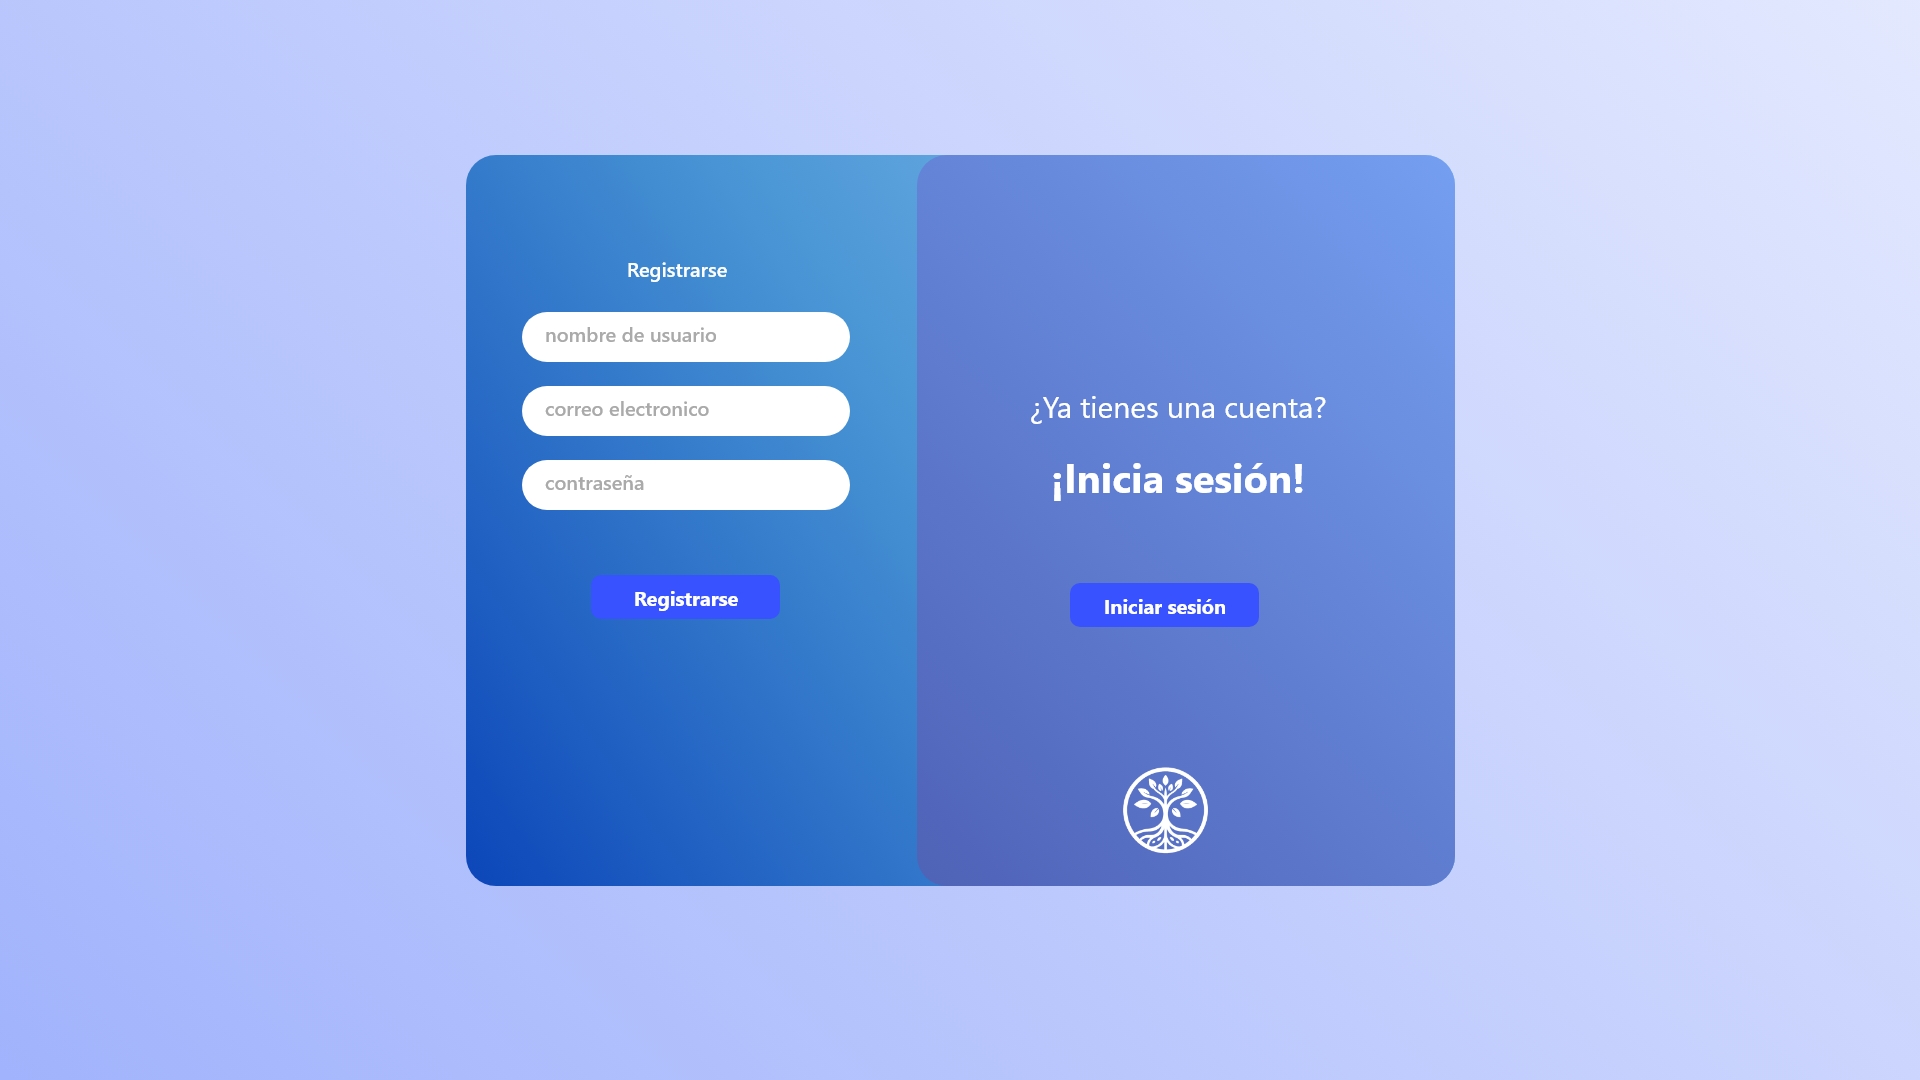 Registrarse
nombre de usuario
correo electronico
contraseña
Registrarse
¿Ya tienes una cuenta?
¡Inicia sesión!
Iniciar sesión